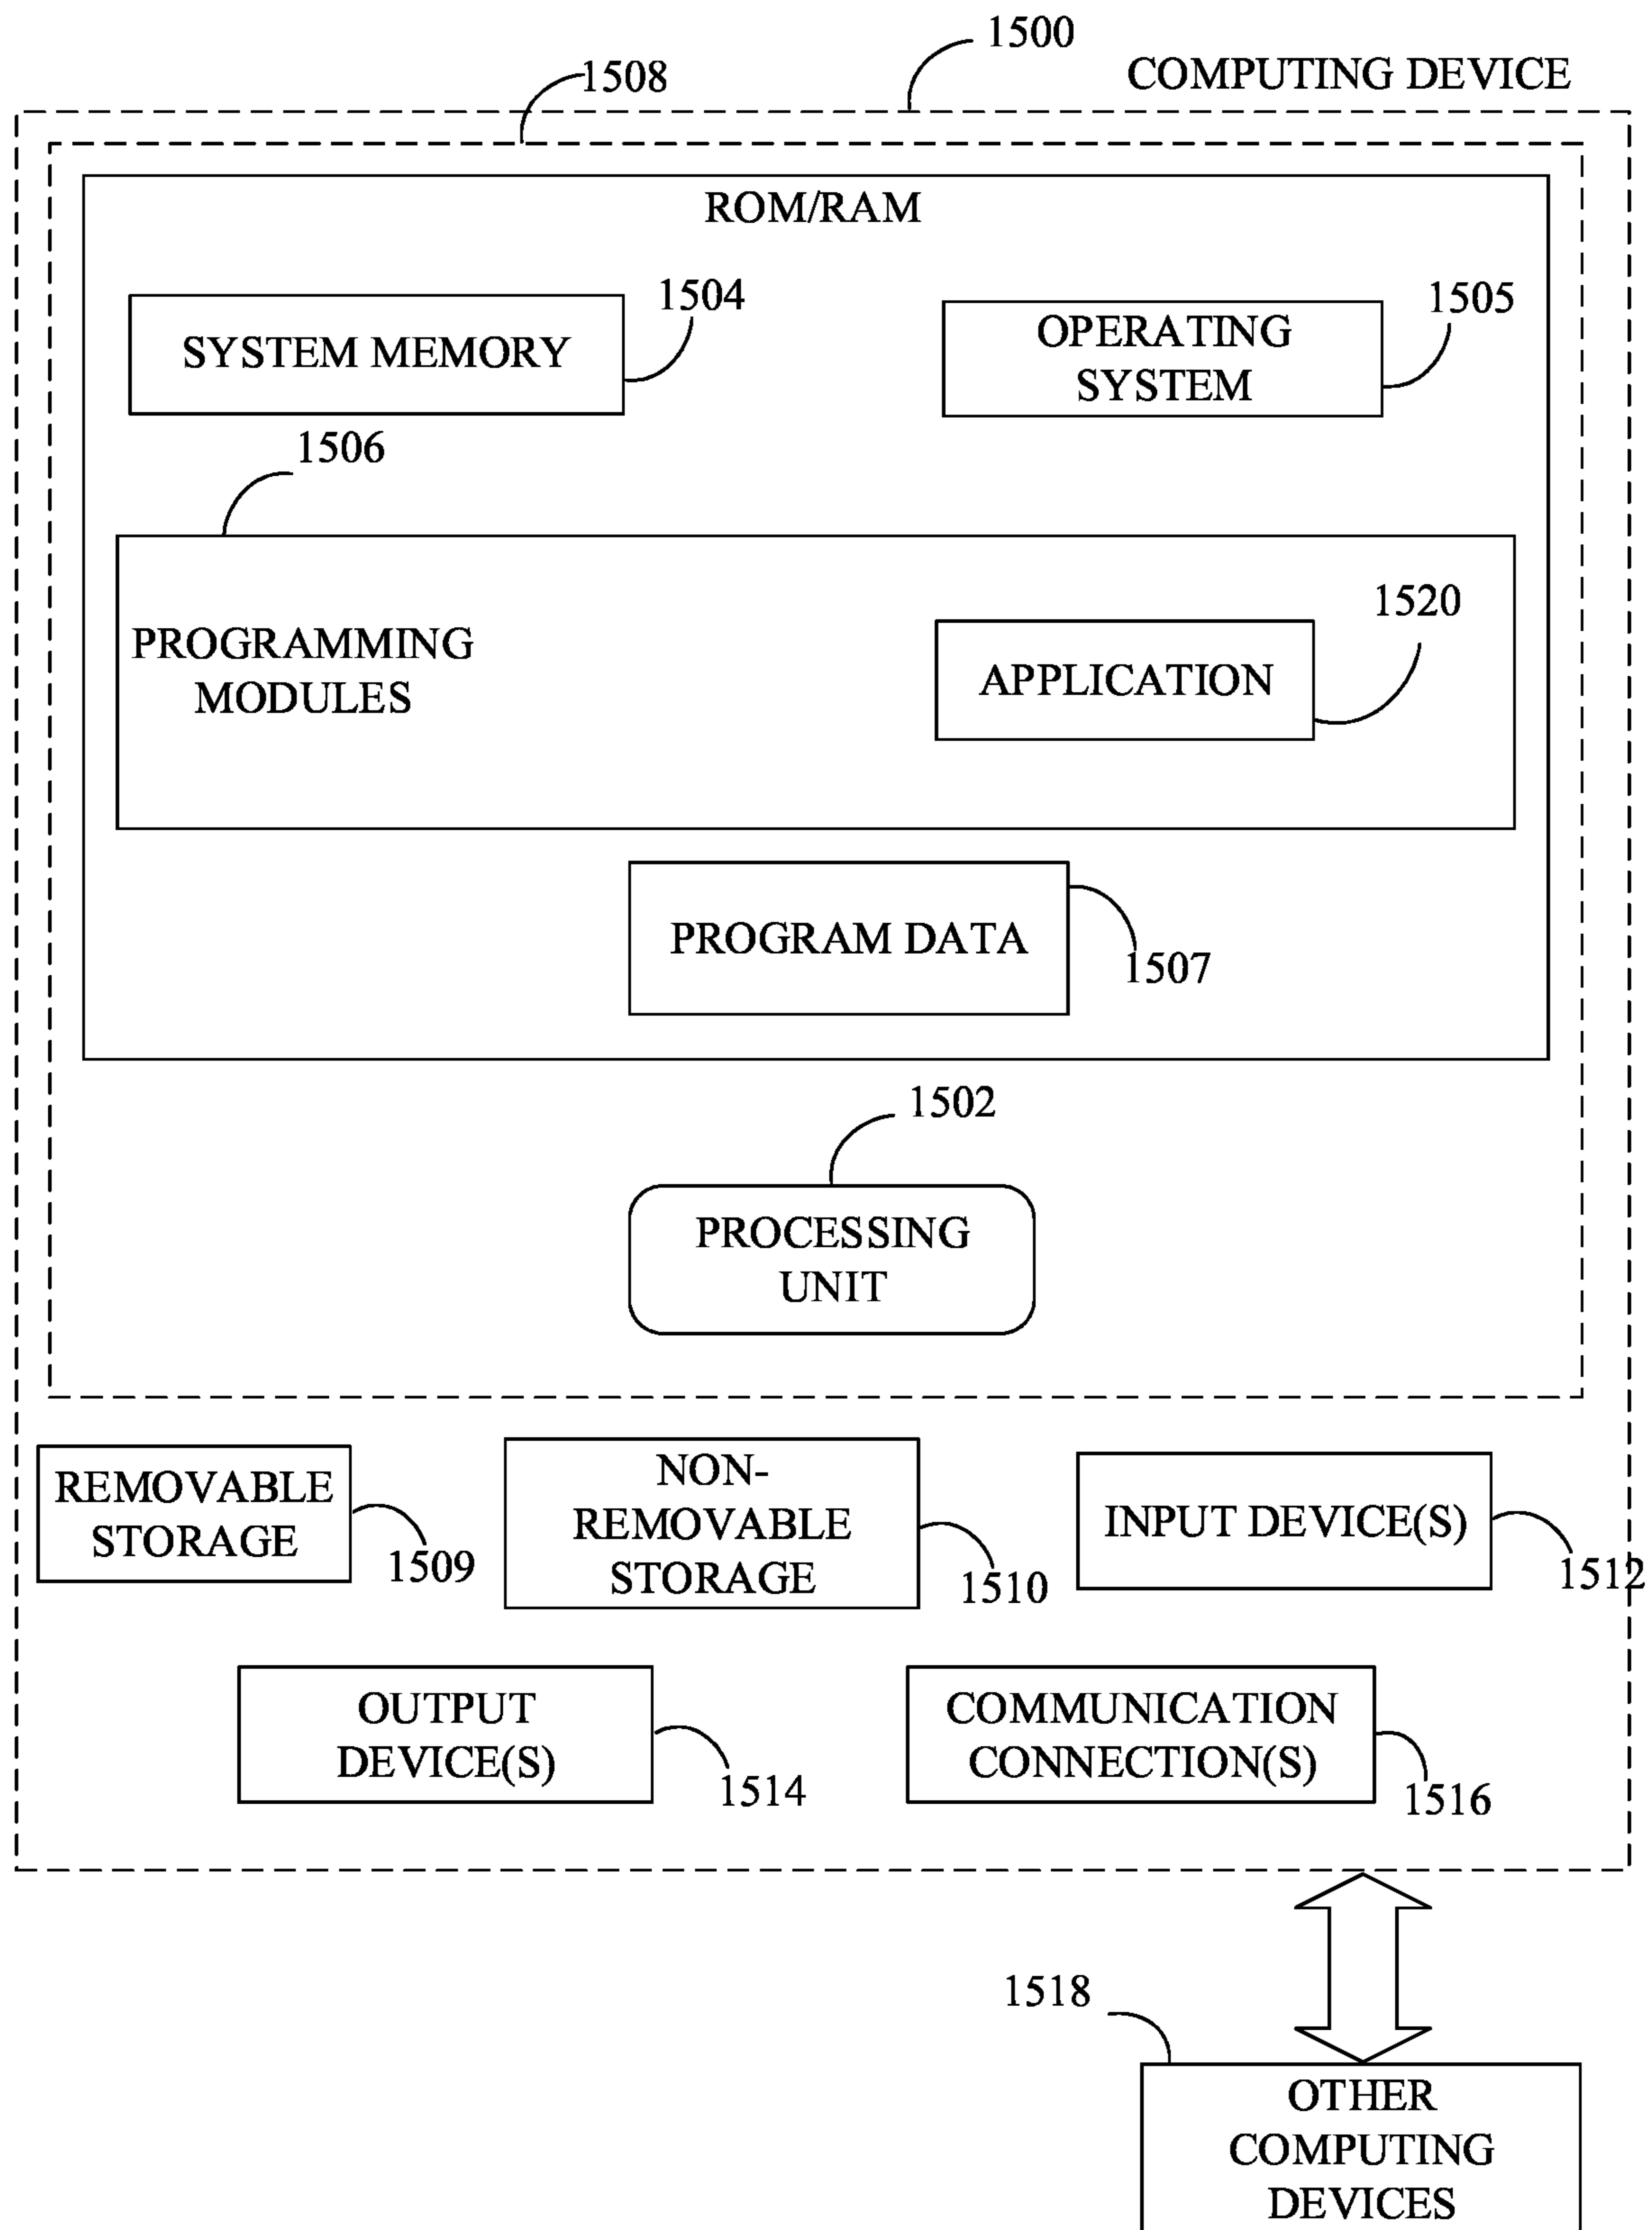 1500
COMPUTING DEVICE
1508
ROM/RAM
1504
SYSTEM MEMORY
1505
OPERATING
SYSTEM
1506
PROGRAMMING
MODULES
1520
APPLICATION
PROGRAM DATA
1507
1502
PROCESSING
UNIT
REMOVABLE
STORAGE
1509
NON-
REMOVABLE
STORAGE
1510
INPUT DEVICE(S)
1512
OUTPUT
DEVICE(S)
1514
COMMUNICATION
CONNECTION(S)
1516
1518
OTHER
COMPUTING
DEVICES